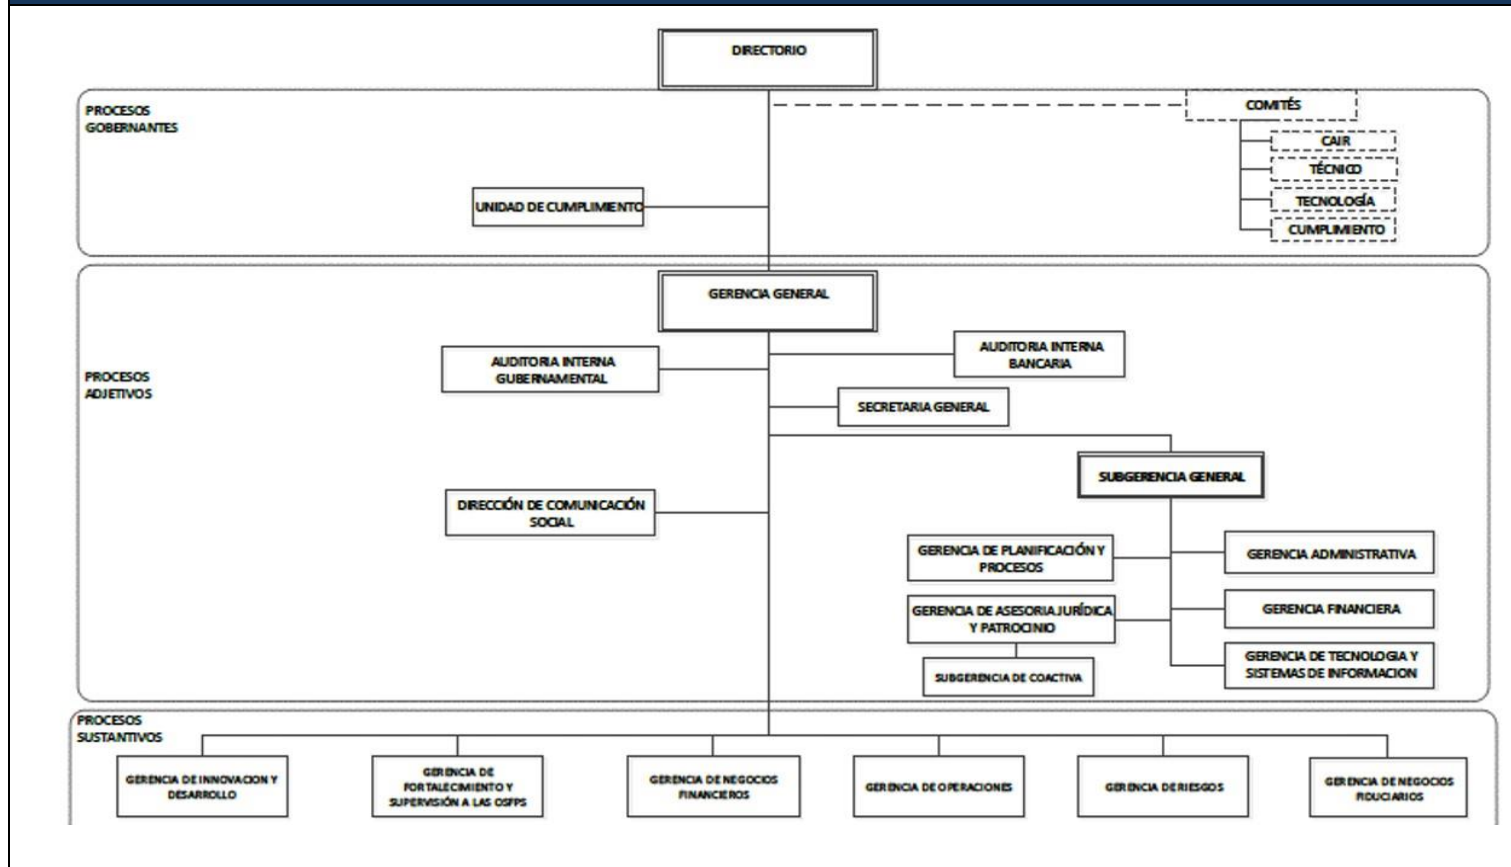 DIRECTORIO
PROCESOS
GOBERNANTES
COMITÉS
CAIR
TÉCNICO
TECNOLOGÍA
CUMPLIMIENTO
UNIDAD DE CUMPLIMIENTO
GERENCIA GENERAL
PROCESOS
ADJETIVOS
AUDITORIA INTERNA
GUBERNAMENTAL
AUDITORIA INTERNA
BANCARIA
SECRETARIA GENERAL
SUBGERENCIA GENERAL
DIRECCIÓN DE COMUNICACIÓN
SOCIAL
GERENCIA DE PLANIFICACIÓN Y
PROCESOS
GERENCIA ADMINISTRATIVA
GERENCIA DE ASESORIA JURÍDICA
Y PATROCINIO
GERENCIA FINANCIERA
SUBGERENCIA DE COACTIVA
GERENCIA DE TECNOLOGIA Y
SISTEMAS DE INFORMACION
PROCESOS
SUSTANTIVOS
GERENCIA DE INNOVACION Y
DESARROLLO
GERENCIA DE
FORTALECIMIENTO Y
SUPERVISIÓN A LAS OSFPS
GERENCIA DE NEGOCIOS
FINANCIEROS
GERENCIA DE OPERACIONES
GERENCIA DE RIESGOS
GERENCIA DE NEGOCIOS
FIDUCIARIOS